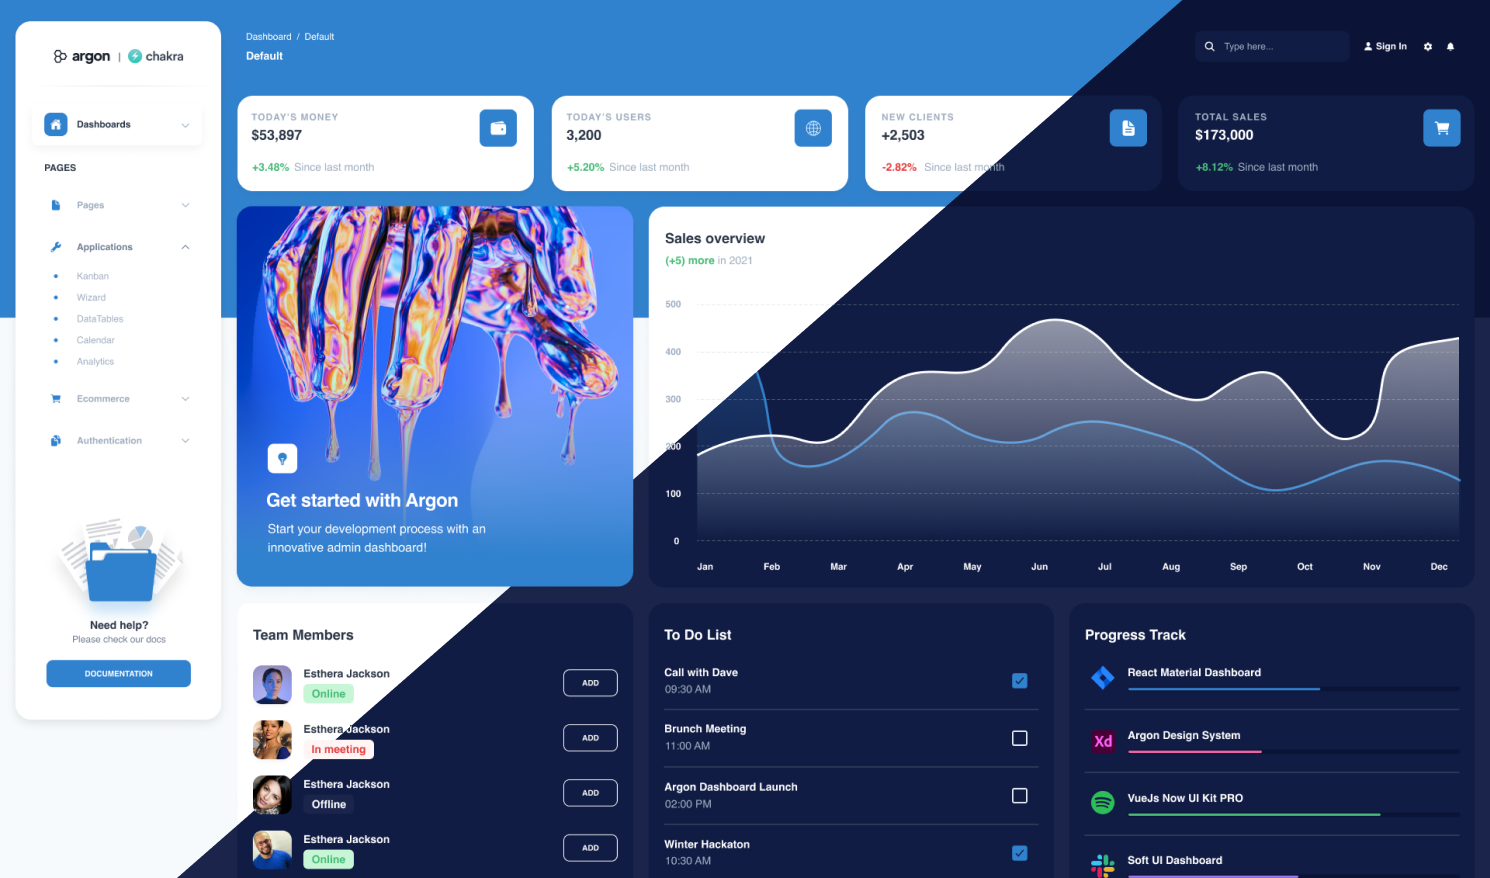 argon | chakra
Dashboards
PAGES
Pages
Applications
Kanban
Wizard
DataTables
Calendar
Analytics
Ecommerce
Authentication
Need help?
Please check our docs
DOCUMENTATION
Dashboard / Default
Default
Type here...
Sign In
TODAY'S MONEY
$53,897
+3.48% Since last month
TODAY'S USERS
3,200
+5.20% Since last month
NEW CLIENTS
+2,503
-2.82% Since last month
TOTAL SALES
$173,000
+8.12% Since last month
Get started with Argon
Start your development process with an
innovative admin dashboard!
Sales overview
(+5) more in 2021
500
400
300
200
100
0
Jan Feb Mar Apr May Jun Jul Aug Sep Oct Nov Dec
Team Members
Esthera Jackson
Online
ADD
Esthera Jackson
In meeting
ADD
Esthera Jackson
Offline
ADD
Esthera Jackson
Online
ADD
To Do List
Call with Dave
09:30 AM
Brunch Meeting
11:00 AM
Argon Dashboard Launch
02:00 PM
Winter Hackaton
10:30 AM
Progress Track
React Material Dashboard
Xd
Argon Design System
VueJs Now UI Kit PRO
Soft UI Dashboard